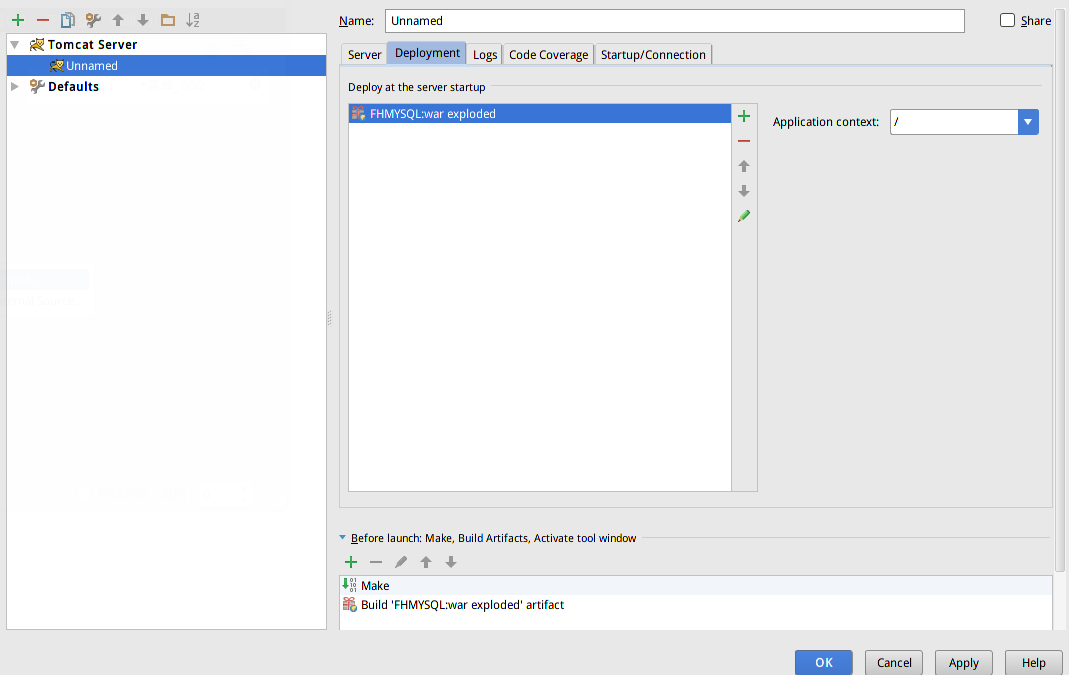 Name: Unnamed
Share
Tomcat Server
Unnamed
Defaults
Server Deployment Logs Code Coverage Startup/Connection
Deploy at the server startup
FHMYSQL:war exploded
Application context: /
Before launch: Make, Build Artifacts, Activate tool window
Make
Build 'FHMYSQL:war exploded' artifact
OK Cancel Apply Help